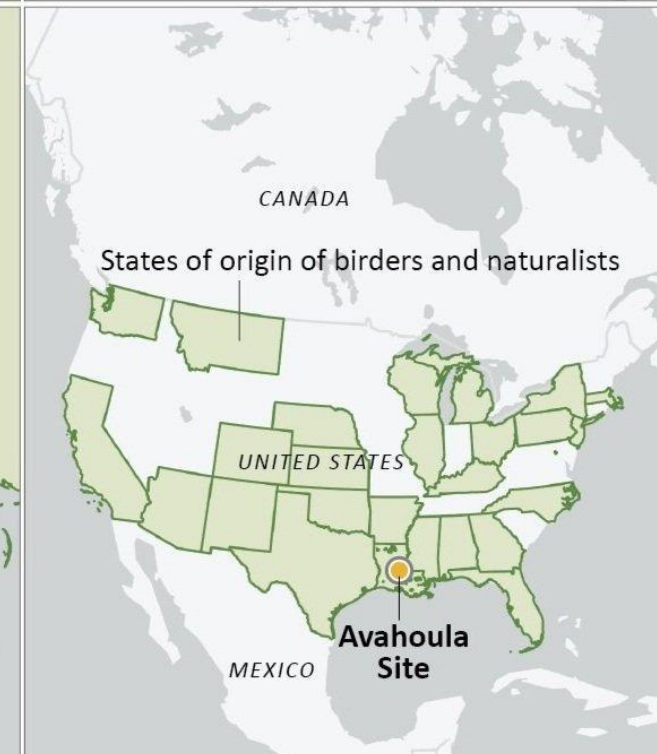 CANADA
States of origin of birders and naturalists
UNITED STATES
Avahoula
Site
MEXICO